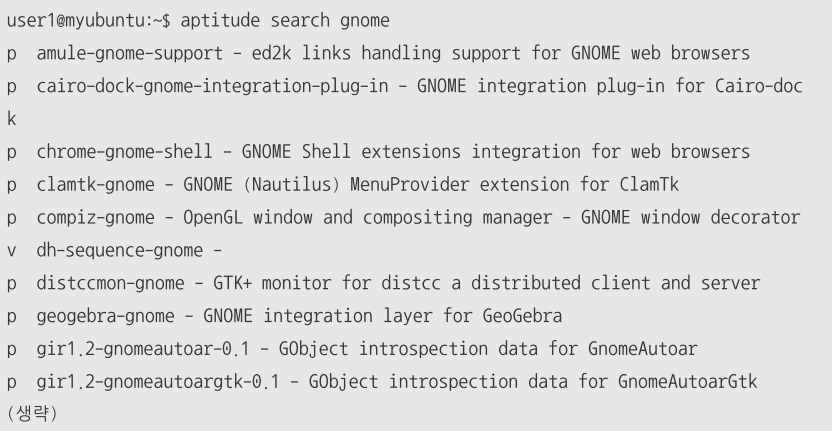 user1@myubuntu:~$ aptitude search gnome
p  amule-gnome-support - ed2k links handling support for GNOME web browsers
p  cairo-dock-gnome-integration-plug-in - GNOME integration plug-in for Cairo-doc
k
p  chrome-gnome-shell - GNOME Shell extensions integration for web browsers
p  clamtk-gnome - GNOME (Nautilus) MenuProvider extension for ClamTk
p  compiz-gnome - OpenGL window and compositing manager - GNOME window decorator
v  dh-sequence-gnome -
p  distccmon-gnome - GTK+ monitor for distcc a distributed client and server
p  geogebra-gnome - GNOME integration layer for GeoGebra
p  gir1.2-gnomeautoar-0.1 - GObject introspection data for GnomeAutoar
p  gir1.2-gnomeautoargtk-0.1 - GObject introspection data for GnomeAutoarGtk
(생략)